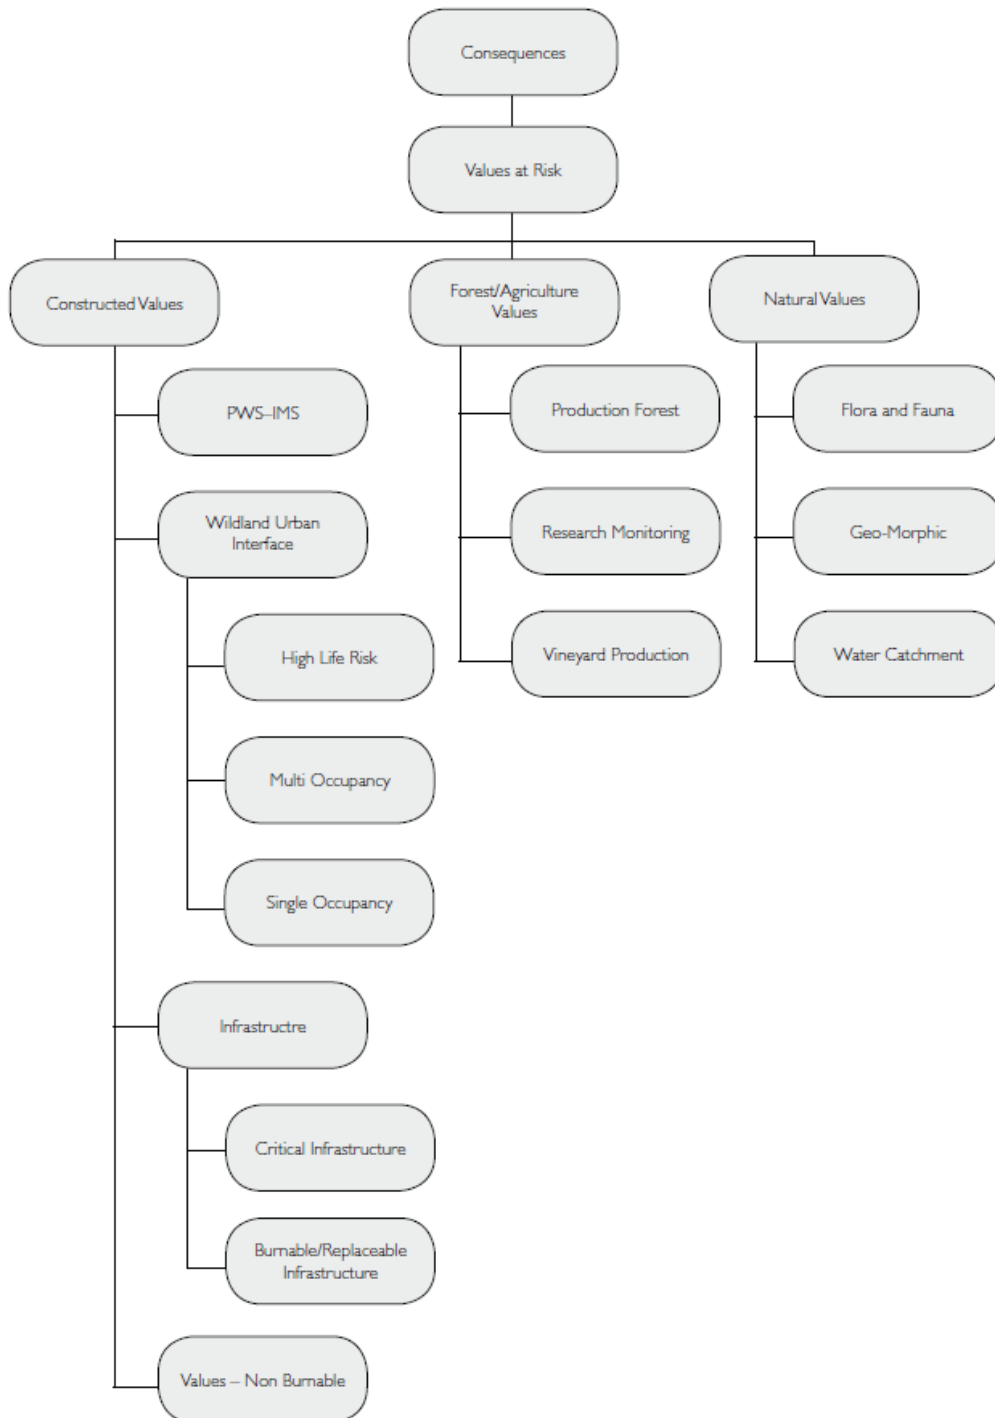 Consequences
Values at Risk
Constructed Values
Forest/Agriculture
Values
Natural Values
PWS–IMS
Production Forest
Flora and Fauna
Wildland Urban
Interface
Research Monitoring
Geo-Morphic
High Life Risk
Vineyard Production
Water Catchment
Multi Occupancy
Single Occupancy
Infrastructre
Critical Infrastructure
Burnable/Replaceable
Infrastructure
Values – Non Burnable